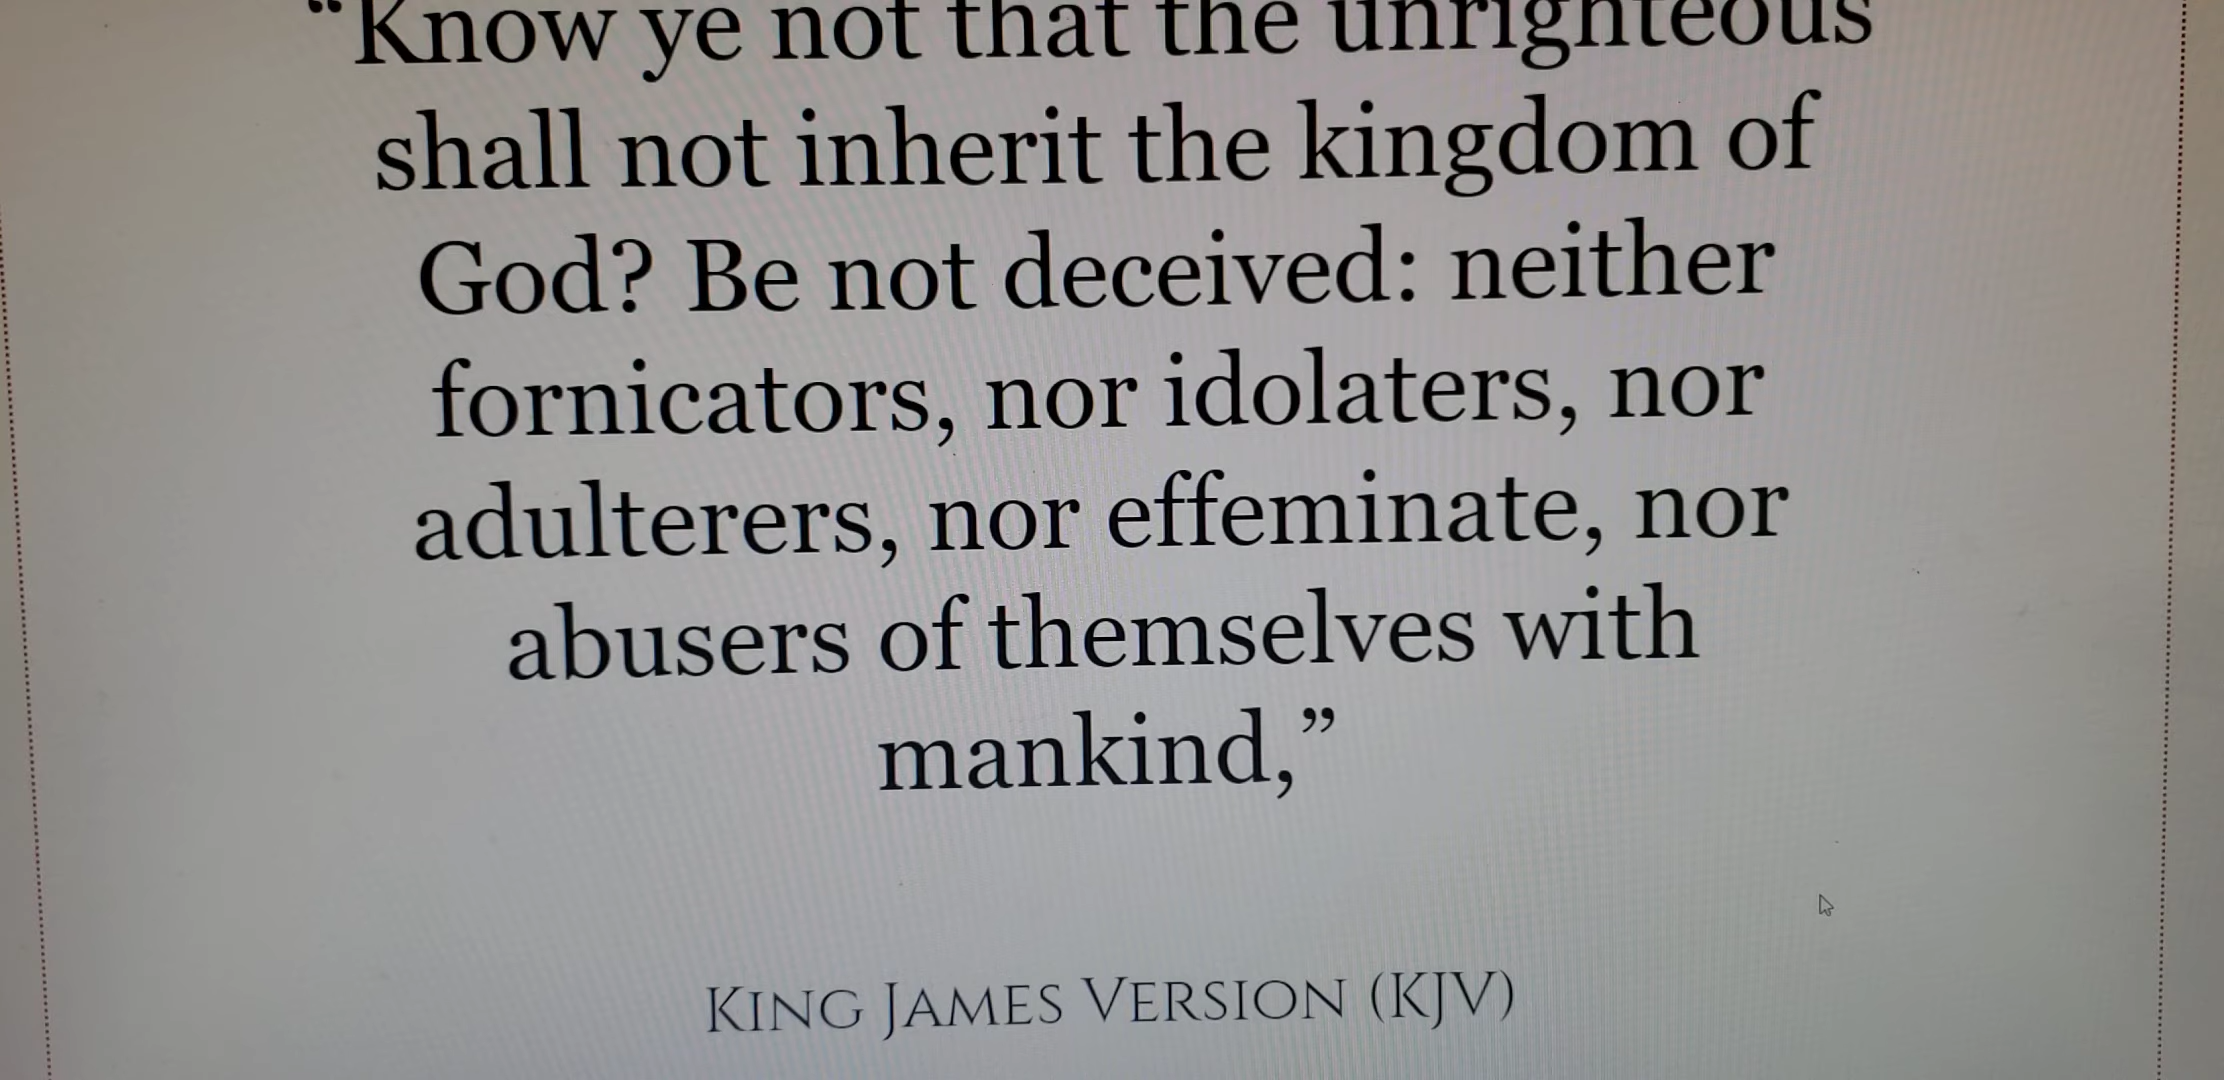 “Know ye not that the unrighteous
shall not inherit the kingdom of
God? Be not deceived: neither
fornicators, nor idolaters, nor
adulterers, nor effeminate, nor
abusers of themselves with
mankind,”
King James Version (KJV)